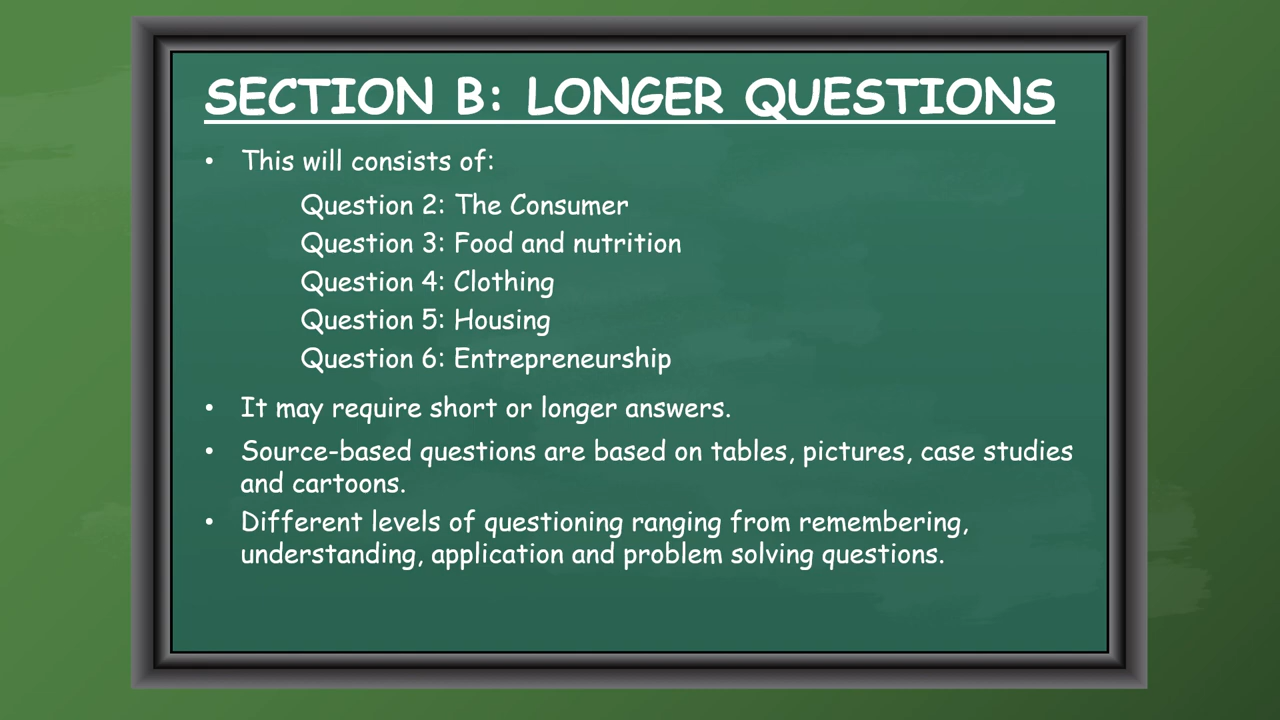 SECTION B: LONGER QUESTIONS
• This will consists of:
Question 2: The Consumer
Question 3: Food and nutrition
Question 4: Clothing
Question 5: Housing
Question 6: Entrepreneurship
• It may require short or longer answers.
• Source-based questions are based on tables, pictures, case studies
and cartoons.
• Different levels of questioning ranging from remembering,
understanding, application and problem solving questions.